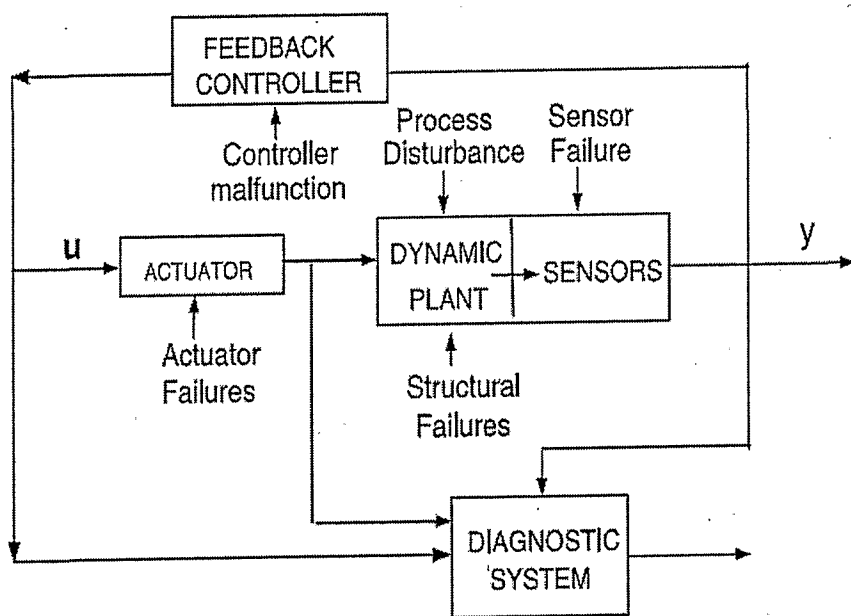 FEEDBACK
CONTROLLER
Controller
malfunction
Process
Disturbance
Sensor
Failure
u
ACTUATOR
DYNAMIC
PLANT
SENSORS
y
Actuator
Failures
Structural
Failures
DIAGNOSTIC
SYSTEM